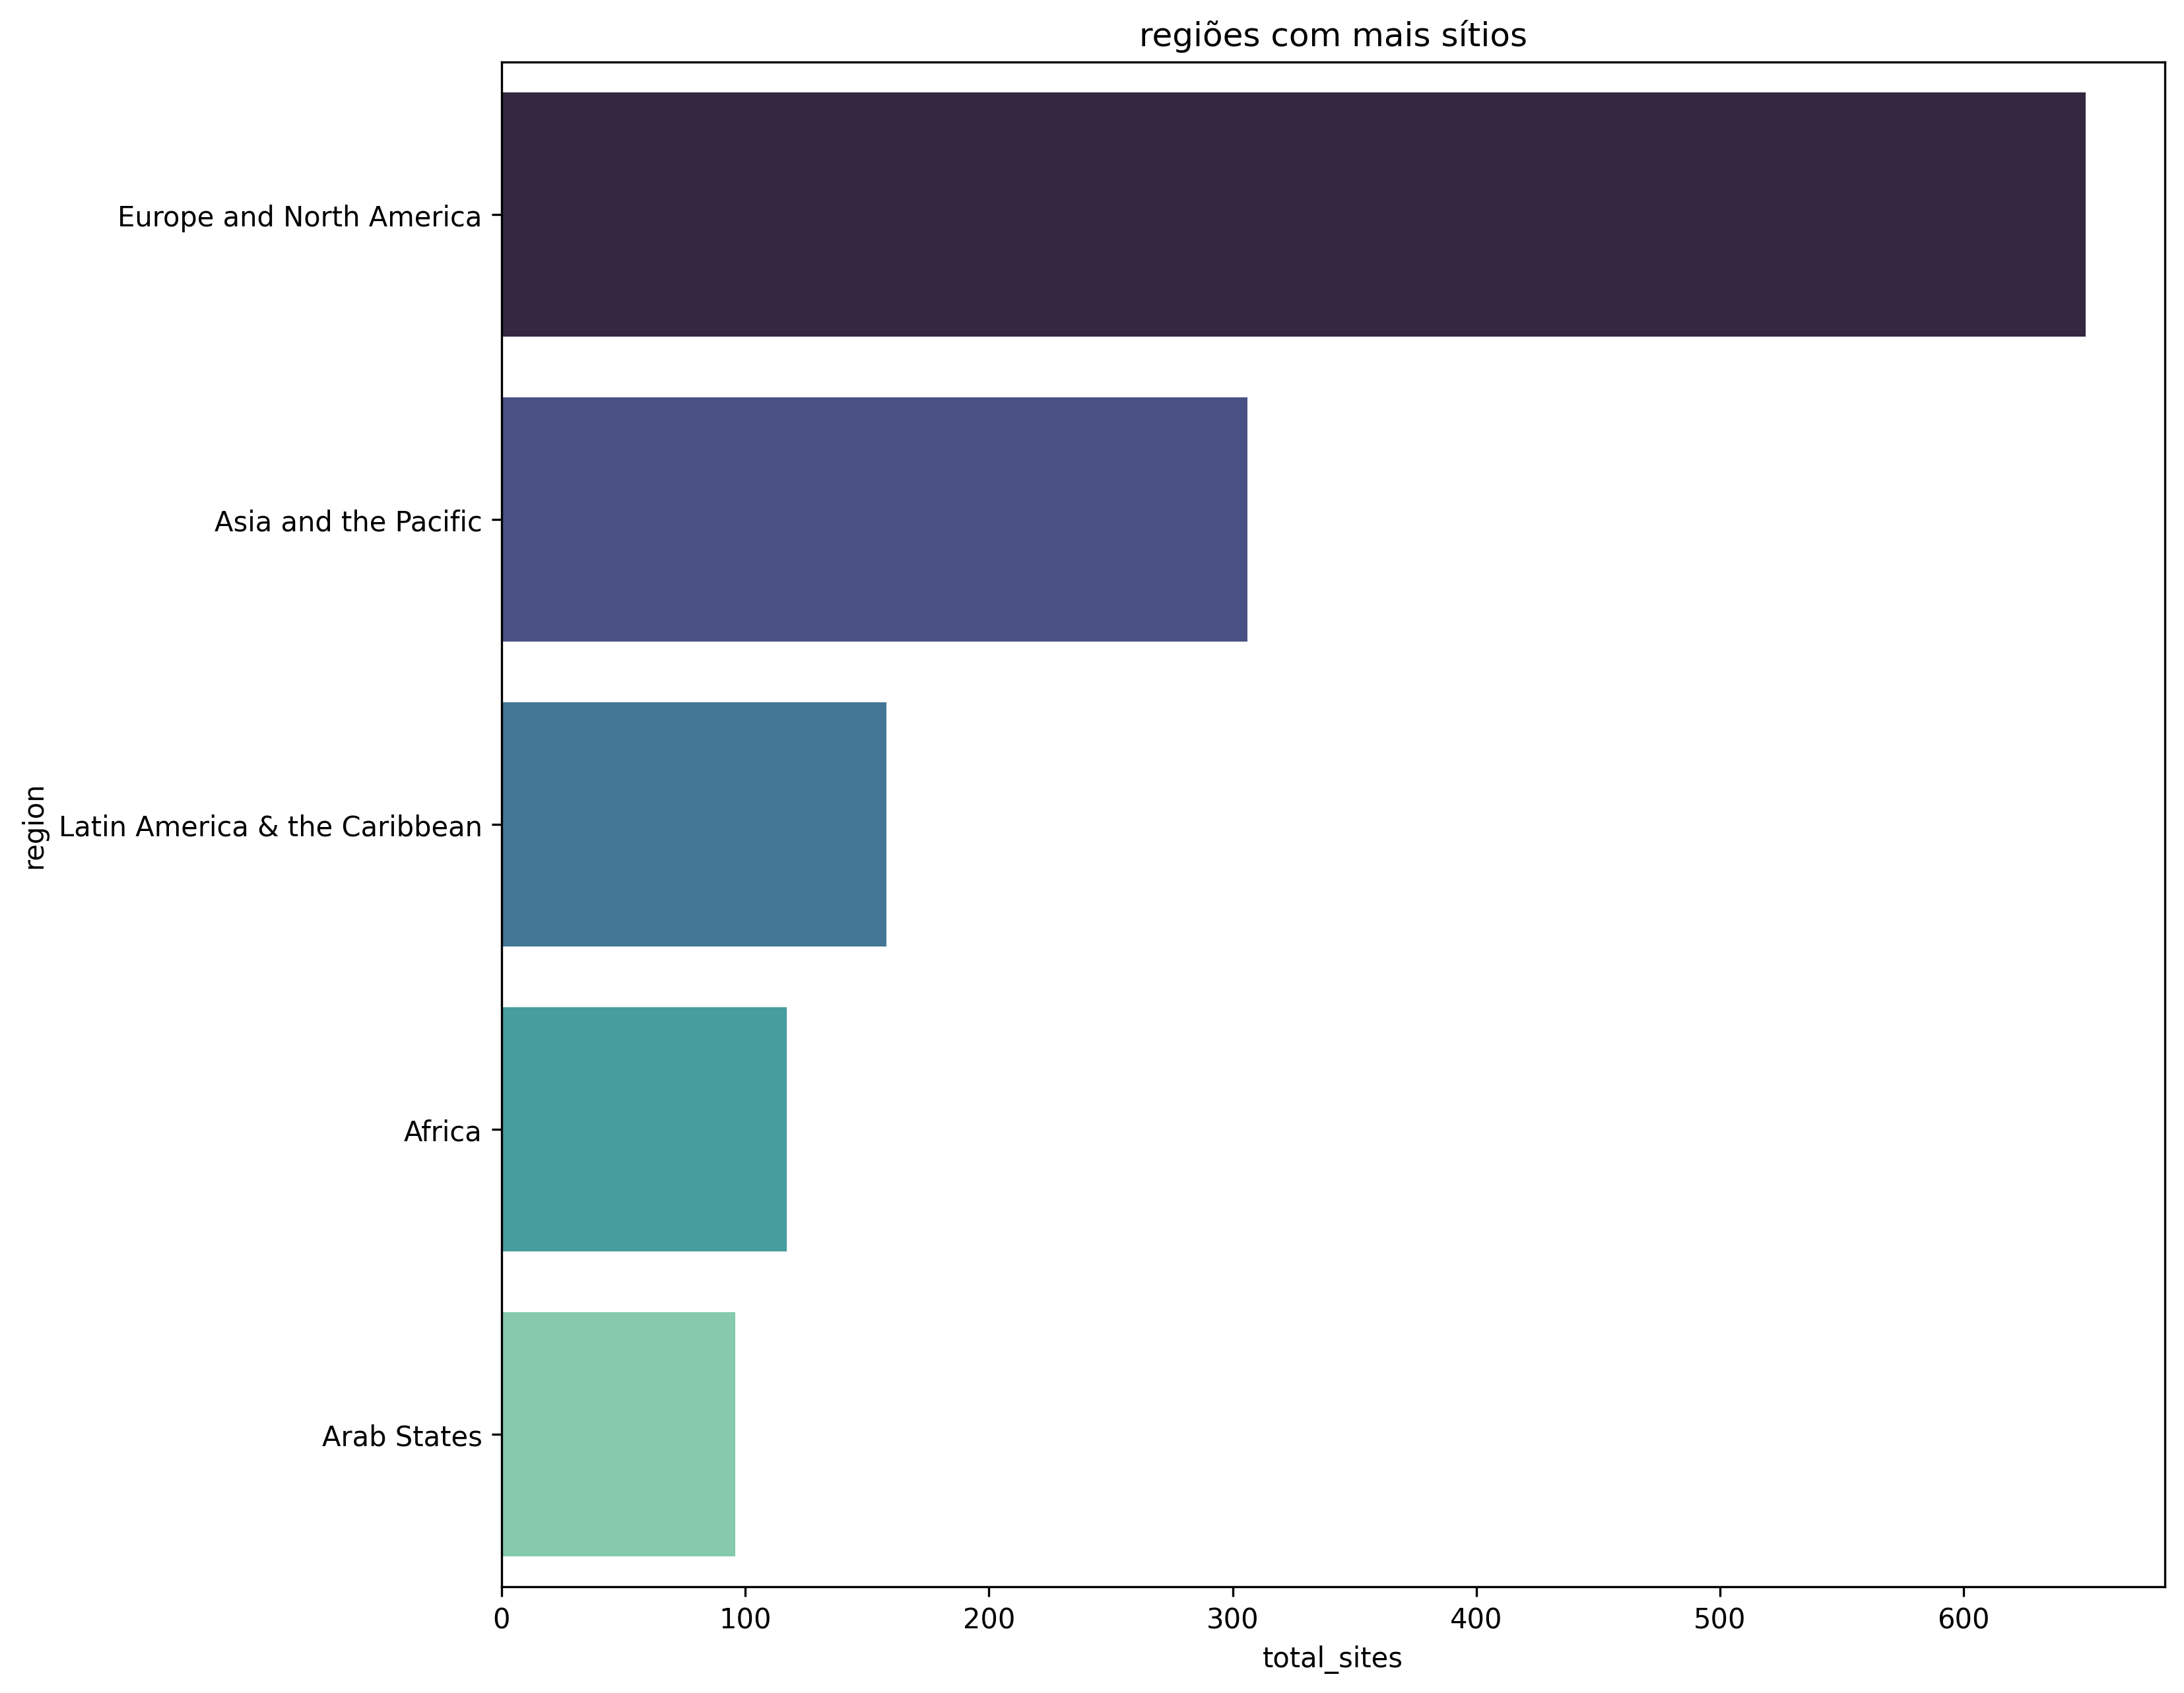 regiões com mais sítios
Europe and North America
Asia and the Pacific
Latin America & the Caribbean
Africa
Arab States
region
0 100 200 300 400 500 600
total_sites